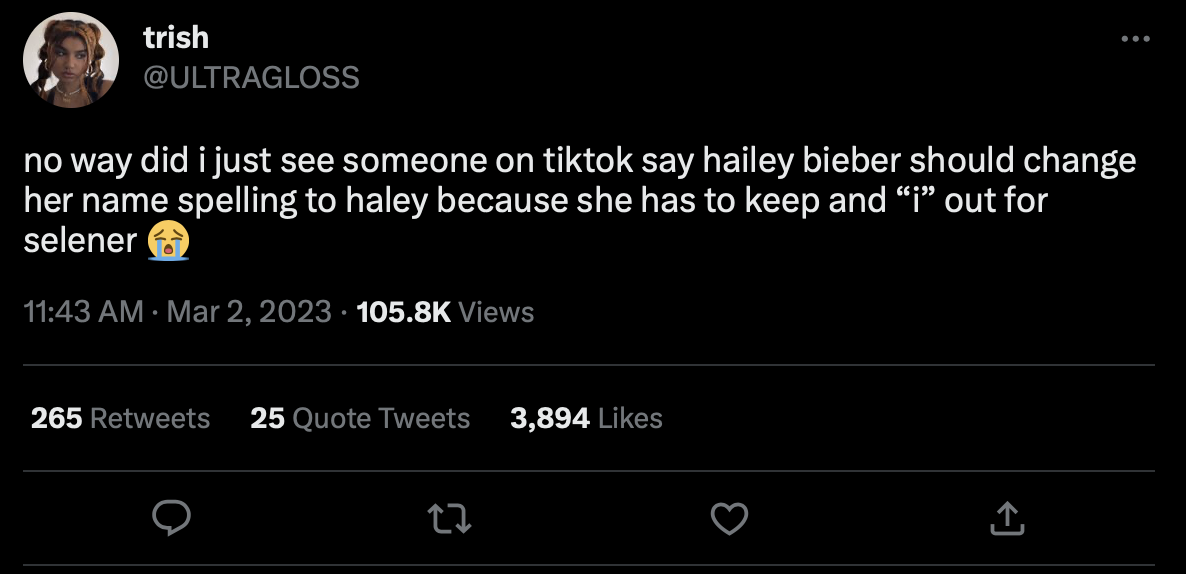 trish
@ULTRAGLOSS
no way did i just see someone on tiktok say hailey bieber should change
her name spelling to haley because she has to keep and “i” out for
selener 😭
11:43 AM · Mar 2, 2023 · 105.8K Views
265 Retweets 25 Quote Tweets 3,894 Likes